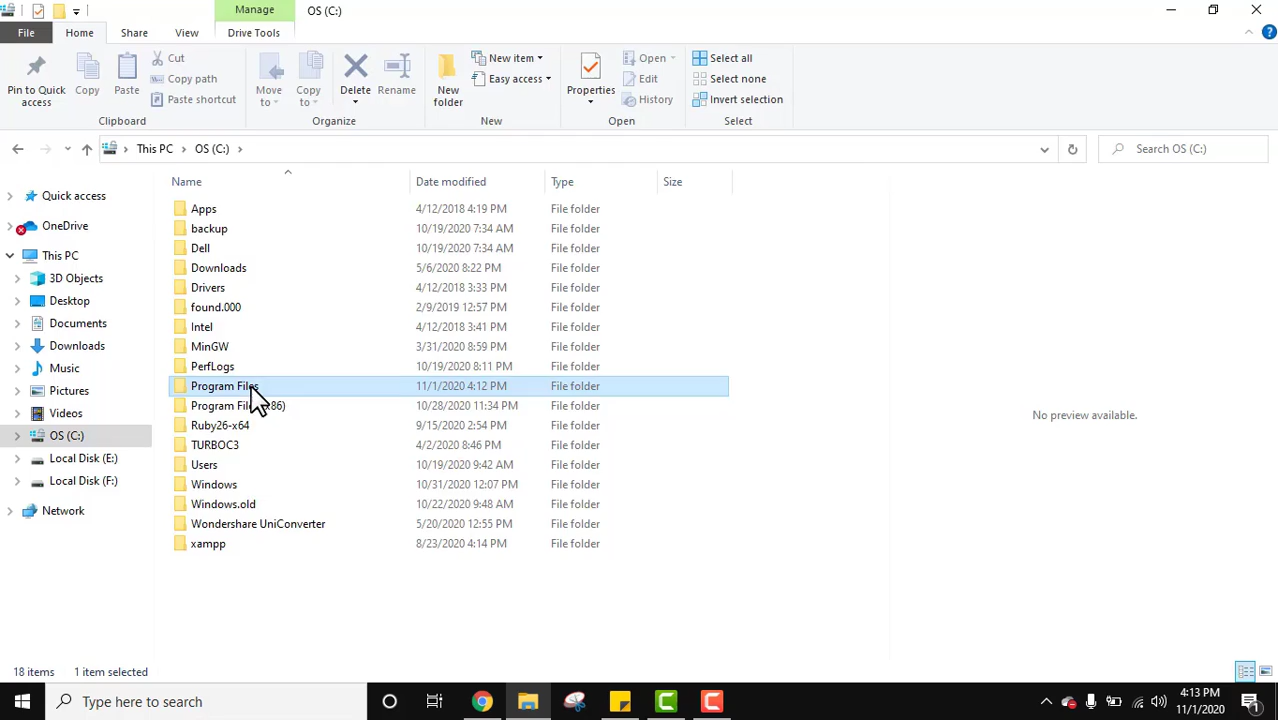 Manage
OS (C:)
File
Home
Share
View
Drive Tools
Pin to Quick access
Copy
Paste
Cut
Copy path
Paste shortcut
Clipboard
Move to
Copy to
Delete
Rename
Organize
New folder
New item
Easy access
New
Properties
Open
Edit
History
Open
Select all
Select none
Invert selection
Select
This PC
OS (C:)
Search OS (C:)
Quick access
OneDrive
This PC
3D Objects
Desktop
Documents
Downloads
Music
Pictures
Videos
OS (C:)
Local Disk (E:)
Local Disk (F:)
Network
Name Date modified Type Size
Apps 4/12/2018 4:19 PM File folder
backup 10/19/2020 7:34 AM File folder
Dell 10/19/2020 7:34 AM File folder
Downloads 5/6/2020 8:22 PM File folder
Drivers 4/12/2018 3:33 PM File folder
found.000 2/9/2019 12:57 PM File folder
Intel 4/12/2018 3:41 PM File folder
MinGW 3/31/2020 8:59 PM File folder
PerfLogs 10/19/2020 8:11 PM File folder
Program Files 11/1/2020 4:12 PM File folder
Program Files (x86) 10/28/2020 11:34 PM File folder
Ruby26-x64 9/15/2020 2:54 PM File folder
TURBOC3 4/2/2020 8:46 PM File folder
Users 10/19/2020 9:42 AM File folder
Windows 10/31/2020 12:07 PM File folder
Windows.old 10/22/2020 9:48 AM File folder
Wondershare UniConverter 5/20/2020 12:55 PM File folder
xampp 8/23/2020 4:14 PM File folder
No preview available.
18 items 1 item selected
Type here to search
4:13 PM
11/1/2020
1